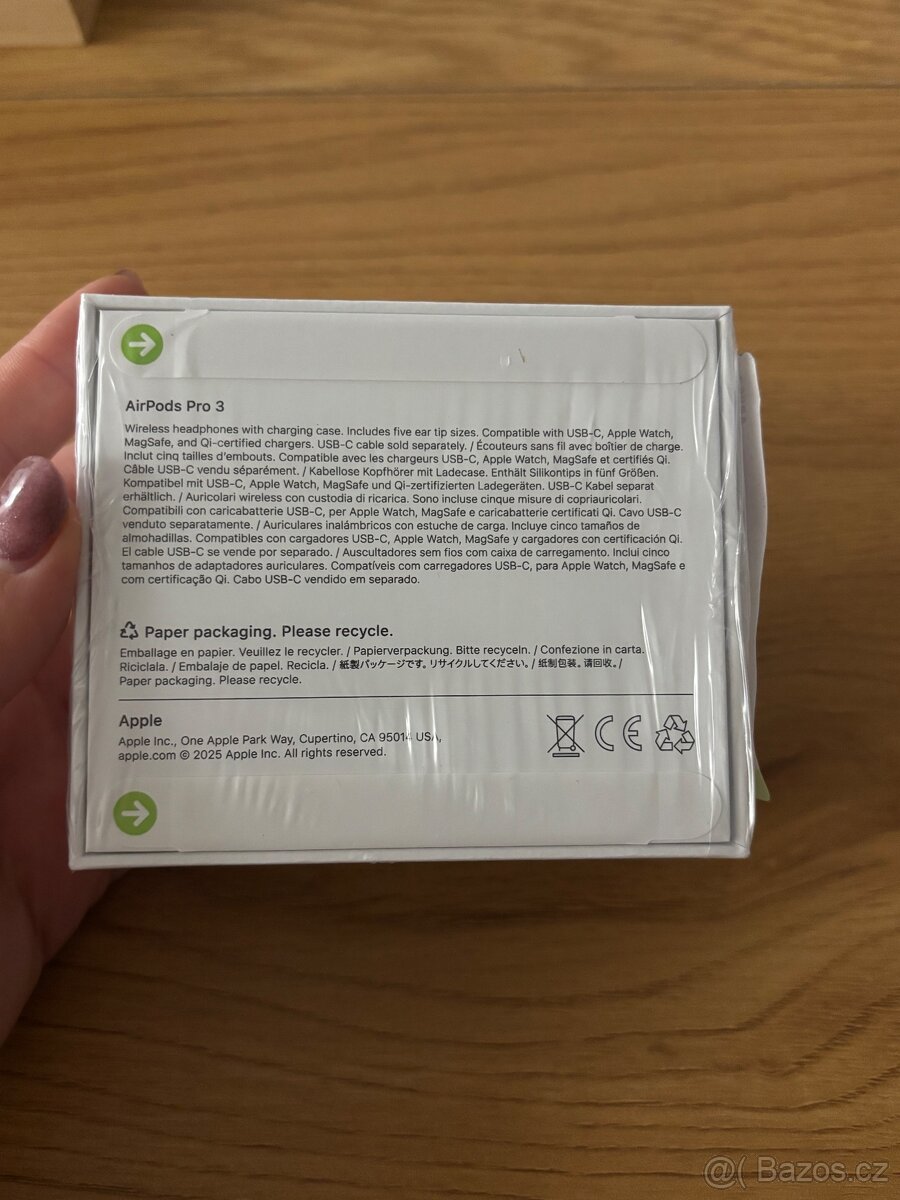 AirPods Pro 3
Wireless headphones with charging case. Includes five ear tip sizes. Compatible with USB-C, Apple Watch,
MagSafe, and Qi-certified chargers. USB-C cable sold separately. / Écouteurs sans fil avec boîtier de charge.
Inclut cinq tailles d'embouts. Compatible avec les chargeurs USB-C, Apple Watch, MagSafe et certifiés Qi.
Câble USB-C vendu séparément. / Kabellose Kopfhörer mit Ladecase. Enthält Silikontips in fünf Größen.
Kompatibel mit USB-C, Apple Watch, MagSafe und Qi-zertifizierten Ladegeräten. USB-C Kabel separat
erhältlich. / Auricolari wireless con custodia di ricarica. Sono incluse cinque misure di copriauricolari.
Compatibili con caricabatterie USB-C, per Apple Watch, MagSafe e caricabatterie certificati Qi. Cavo USB-C
venduto separatamente. / Auriculares inalámbricos con estuche de carga. Incluye cinco tamaños de
almohadillas. Compatibles con cargadores USB-C, Apple Watch, MagSafe y cargadores con certificación Qi.
El cable USB-C se vende por separado. / Auscultadores sem fios com caixa de carregamento. Inclui cinco
tamanhos de adaptadores auriculares. Compatíveis com carregadores USB-C, para Apple Watch, MagSafe e
com certificação Qi. Cabo USB-C vendido em separado.
Paper packaging. Please recycle.
Emballage en papier. Veuillez le recycler. / Papierverpackung. Bitte recyceln. / Confezione in carta.
Riciclala. / Embalaje de papel. Recicla. / 紙製パッケージです。リサイクルしてください。/ 纸制包装。请回收。/
Paper packaging. Please recycle.
Apple
Apple Inc., One Apple Park Way, Cupertino, CA 95014 USA,
apple.com © 2025 Apple Inc. All rights reserved.
CE
@( Bazos.cz